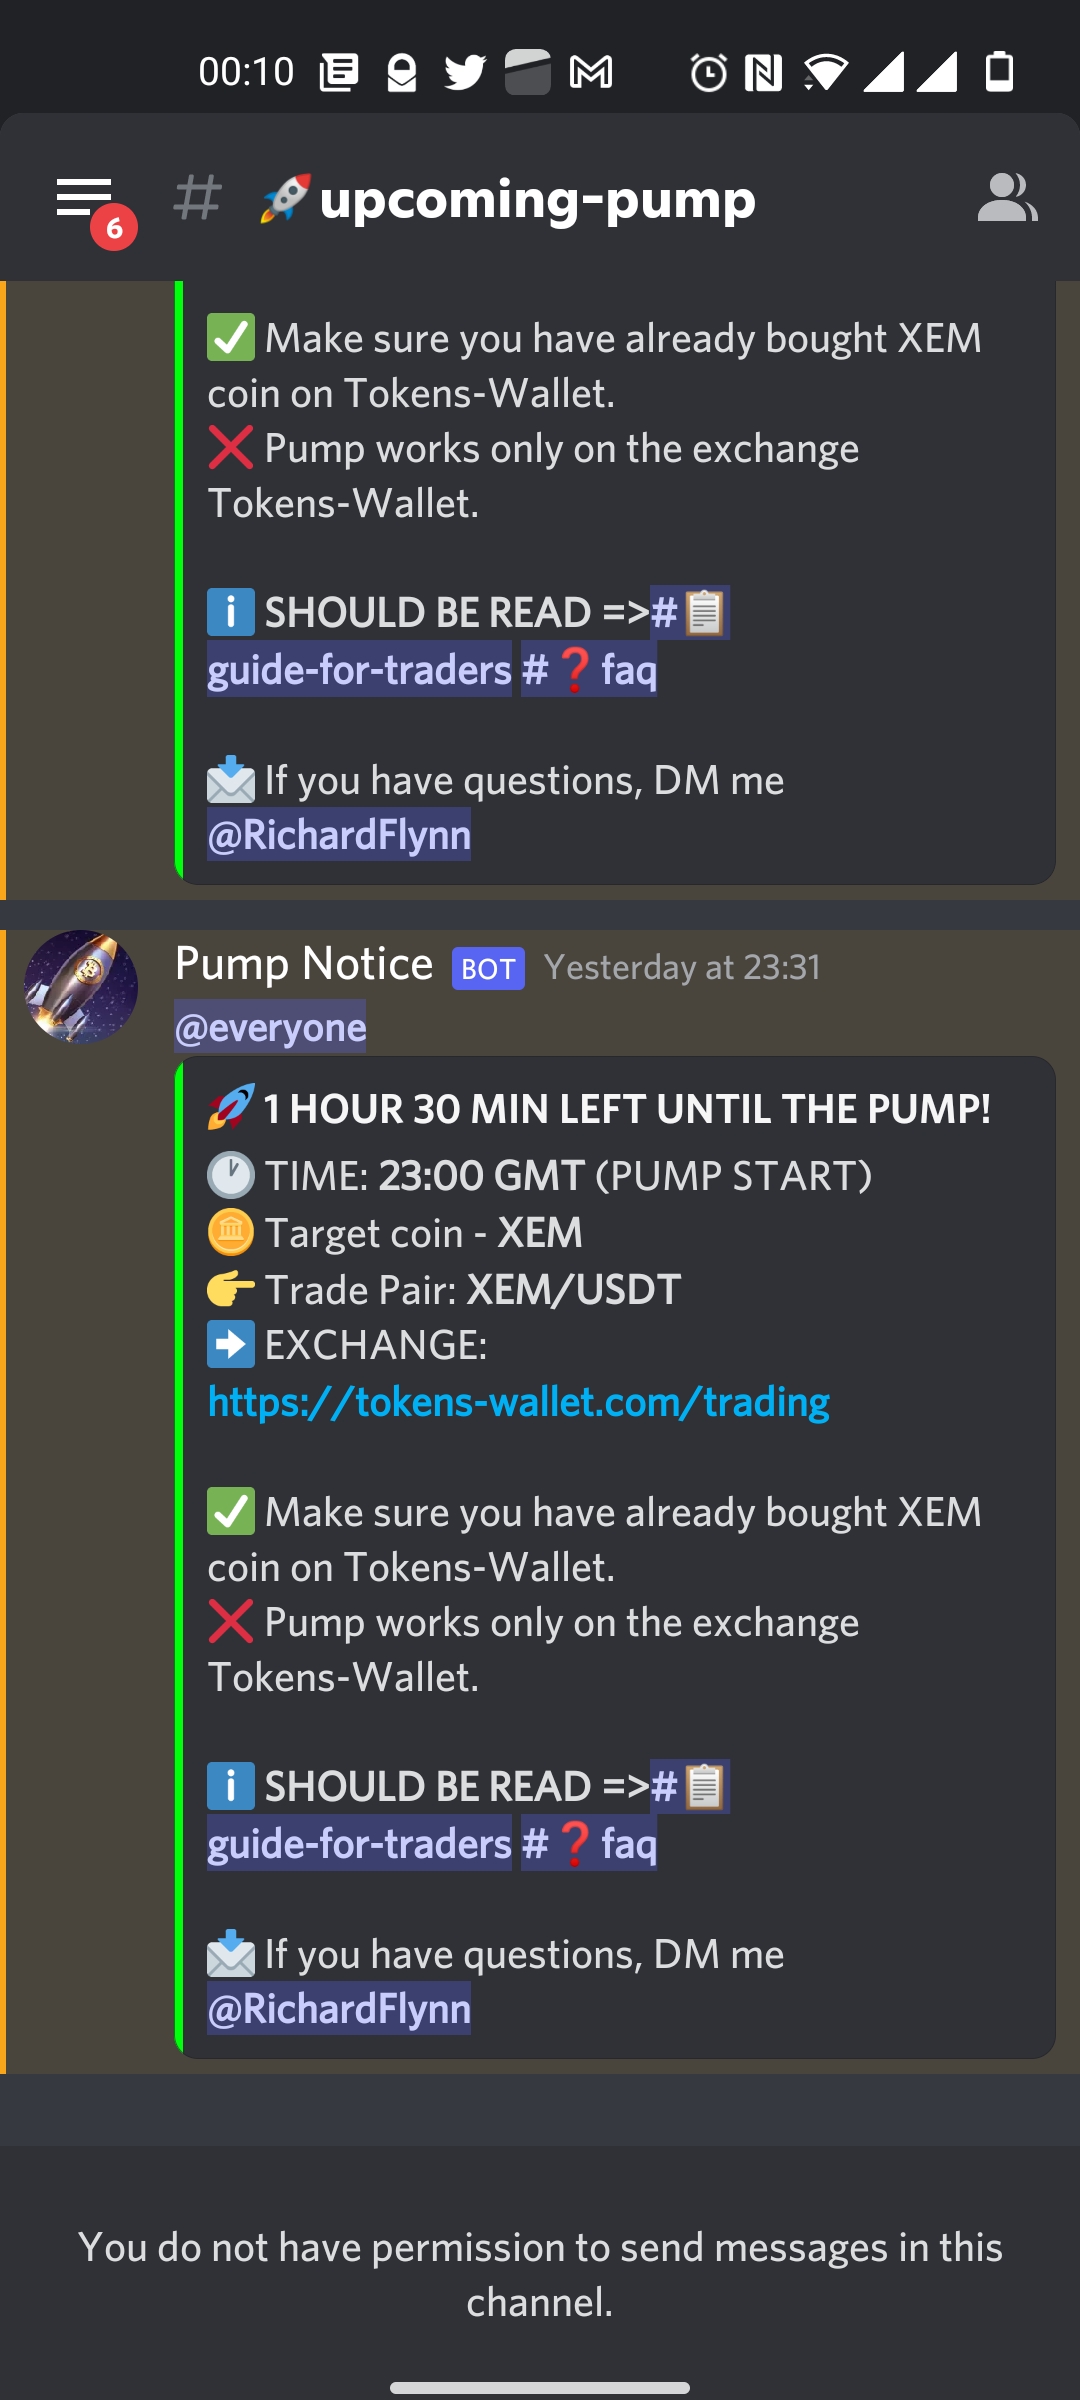 00:10
6
# 🚀upcoming-pump
✅ Make sure you have already bought XEM
coin on Tokens-Wallet.
❌ Pump works only on the exchange
Tokens-Wallet.
ℹ️ SHOULD BE READ =>#📋
guide-for-traders #❓faq
📩 If you have questions, DM me
@RichardFlynn
Pump Notice BOT Yesterday at 23:31
@everyone
🚀 1 HOUR 30 MIN LEFT UNTIL THE PUMP!
🕐 TIME: 23:00 GMT (PUMP START)
🪙 Target coin - XEM
👉 Trade Pair: XEM/USDT
➡️ EXCHANGE:
https://tokens-wallet.com/trading
✅ Make sure you have already bought XEM
coin on Tokens-Wallet.
❌ Pump works only on the exchange
Tokens-Wallet.
ℹ️ SHOULD BE READ =>#📋
guide-for-traders #❓faq
📩 If you have questions, DM me
@RichardFlynn
You do not have permission to send messages in this
channel.